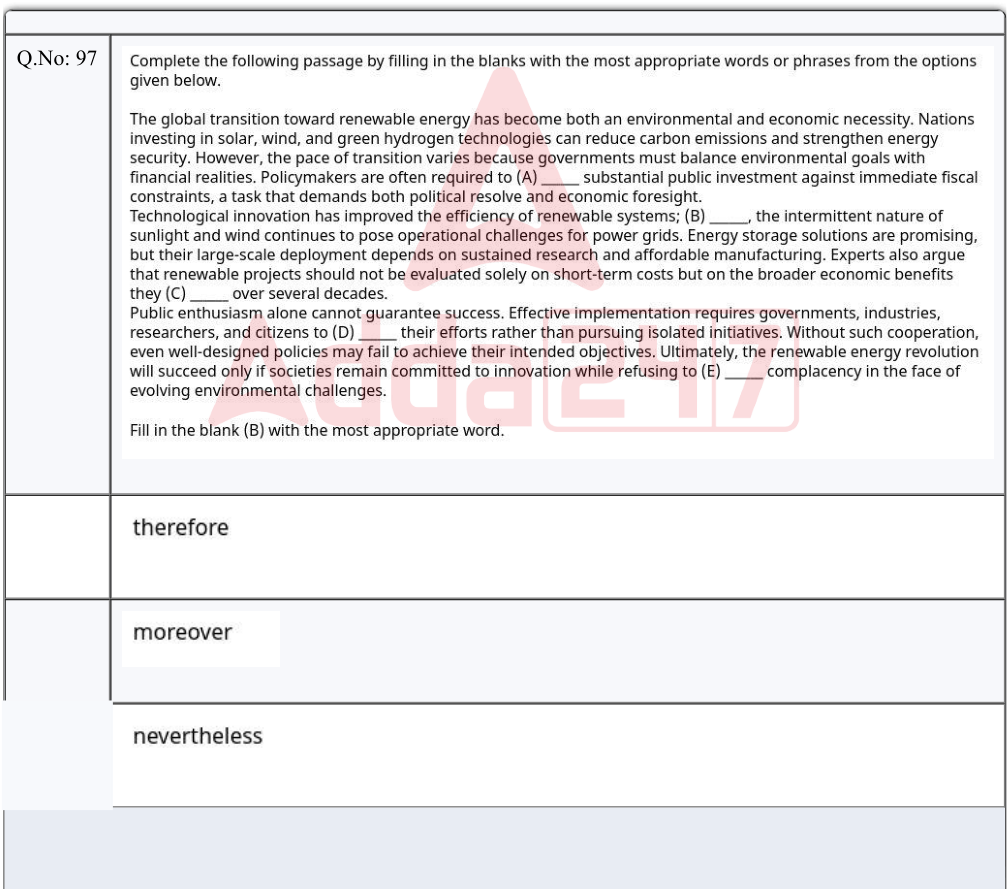 Q.No: 97
Complete the following passage by filling in the blanks with the most appropriate words or phrases from the options
given below.
The global transition toward renewable energy has become both an environmental and economic necessity. Nations
investing in solar, wind, and green hydrogen technologies can reduce carbon emissions and strengthen energy
security. However, the pace of transition varies because governments must balance environmental goals with
financial realities. Policymakers are often required to (A) _____ substantial public investment against immediate fiscal
constraints, a task that demands both political resolve and economic foresight.
Technological innovation has improved the efficiency of renewable systems; (B) _____, the intermittent nature of
sunlight and wind continues to pose operational challenges for power grids. Energy storage solutions are promising,
but their large-scale deployment depends on sustained research and affordable manufacturing. Experts also argue
that renewable projects should not be evaluated solely on short-term costs but on the broader economic benefits
they (C) _____ over several decades.
Public enthusiasm alone cannot guarantee success. Effective implementation requires governments, industries,
researchers, and citizens to (D) _____ their efforts rather than pursuing isolated initiatives. Without such cooperation,
even well-designed policies may fail to achieve their intended objectives. Ultimately, the renewable energy revolution
will succeed only if societies remain committed to innovation while refusing to (E) _____ complacency in the face of
evolving environmental challenges.
Fill in the blank (B) with the most appropriate word.
Adda247
therefore
moreover
nevertheless